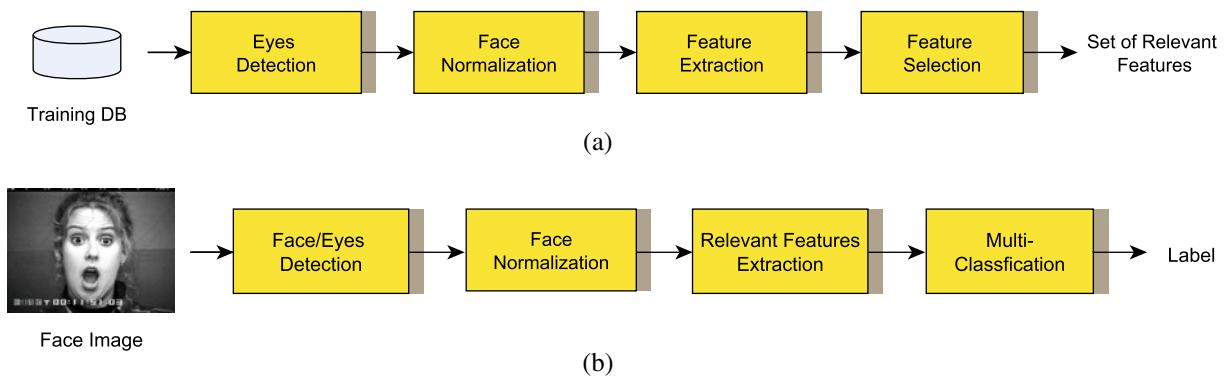 Eyes
Detection
Face
Normalization
Feature
Extraction
Feature
Selection
Set of Relevant
Features
Training DB
(a)
Face/Eyes
Detection
Face
Normalization
Relevant Features
Extraction
Multi-
Classfication
Label
Face Image
(b)